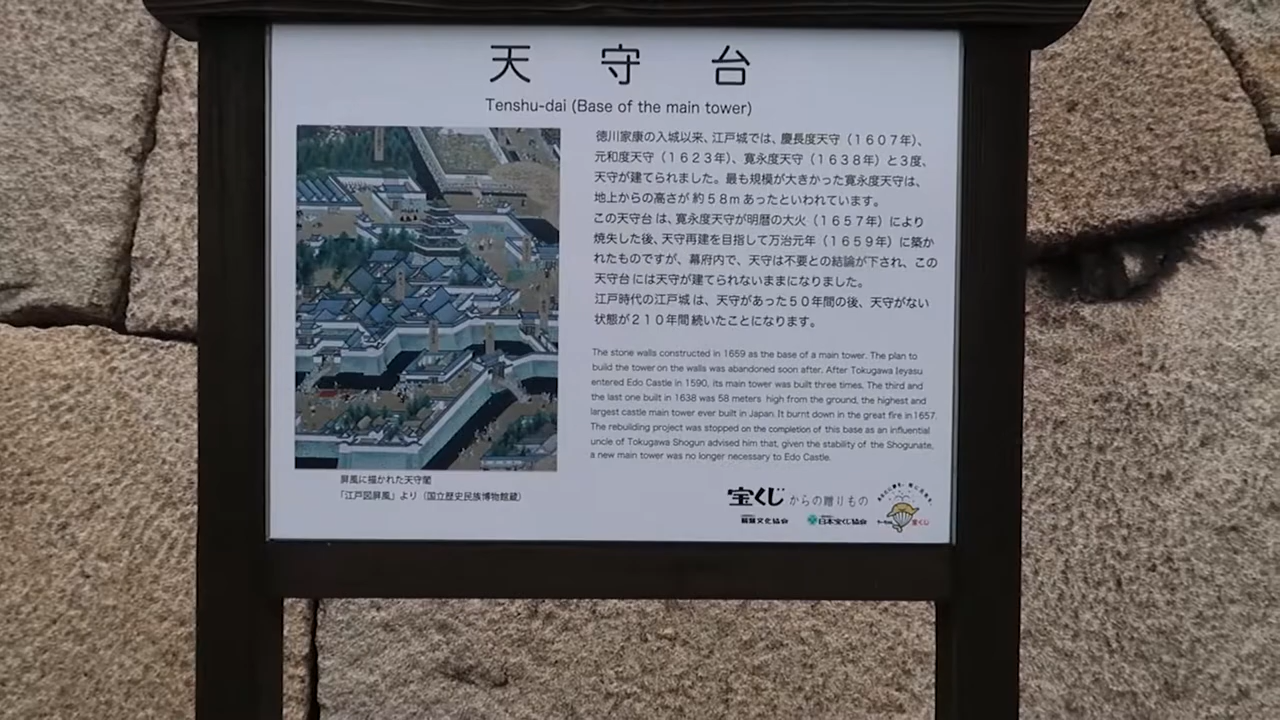 天守台
Tenshu-dai (Base of the main tower)
徳川家康の入城以来、江戸城では、慶長度天守（1607年）、
元和度天守（1623年）、寛永度天守（1638年）と3度、
天守が建てられました。最も規模が大きかった寛永度天守は、
地上からの高さが約58mあったといわれています。
この天守台は、寛永度天守が明暦の大火（1657年）により
焼失した後、天守再建を目指して万治元年（1659年）に築か
れたものですが、幕府内で、天守は不要との結論が下され、この
天守台には天守が建てられないままになりました。
江戸時代の江戸城は、天守があった50年間の後、天守がない
状態が210年間続いたことになります。
The stone walls constructed in 1659 as the base of a main tower. The plan to
build the tower on the walls was abandoned soon after. After Tokugawa Ieyasu
entered Edo Castle in 1590, its main tower was built three times. The third and
the last one built in 1638 was 58 meters high from the ground, the highest and
largest castle main tower ever built in Japan. It burnt down in the great fire in 1657.
The rebuilding project was stopped on the completion of this base as an influential
uncle of Tokugawa Shogun advised him that, given the stability of the Shogunate,
a new main tower was no longer necessary to Edo Castle.
屏風に描かれた天守閣
「江戸図屏風」より（国立歴史民族博物館蔵）
宝くじからの贈りもの
日本宝くじ協会
宝くじ